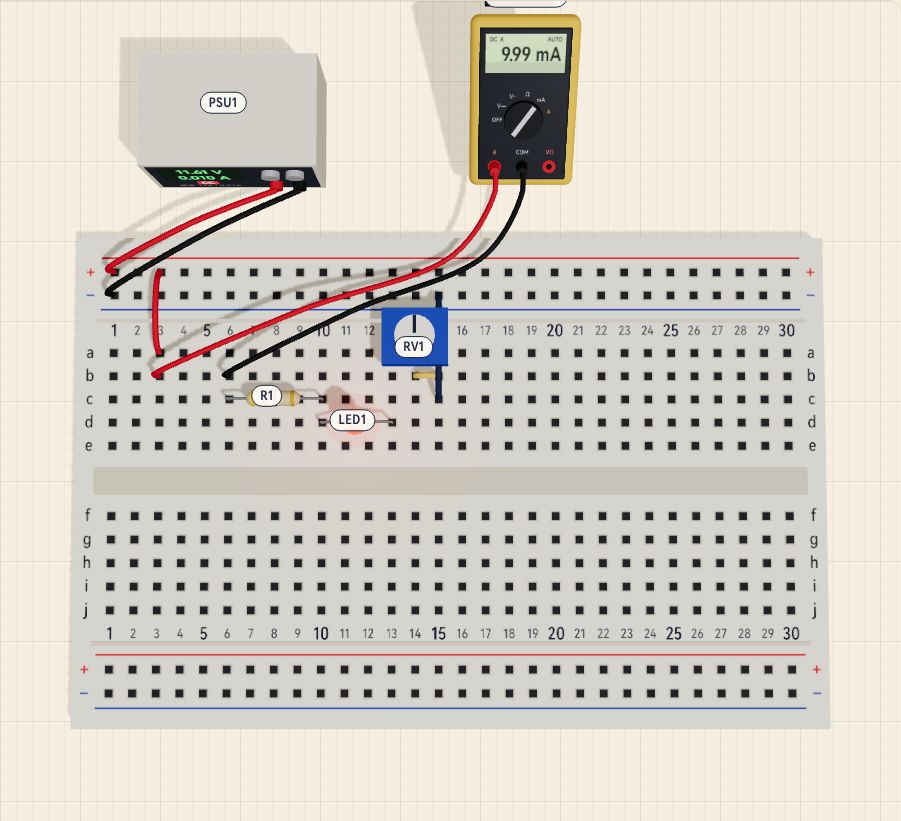 DC A AUTO
9.99 mA
PSU1
V~ Ω mA
V⎓ A
OFF
A COM VΩ
0.010 A
+ +
− −
1 2 3 4 5 6 7 8 9 10 11 12 16 17 18 19 20 21 22 23 24 25 26 27 28 29 30
RV1
a a
b b
c R1 c
d LED1 d
e e
f f
g g
h h
i i
j j
1 2 3 4 5 6 7 8 9 10 11 12 13 14 15 16 17 18 19 20 21 22 23 24 25 26 27 28 29 30
+ +
− −